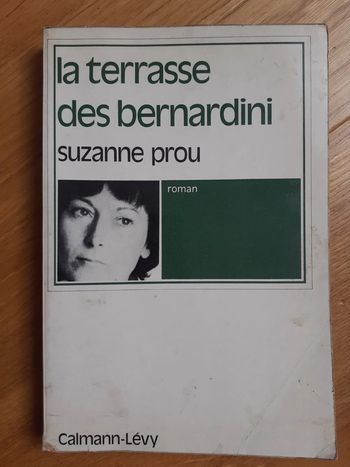 la terrasse
des bernardini
suzanne prou
roman
Calmann-Lévy